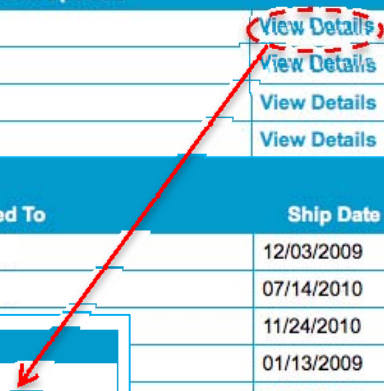 View Details
View Details
View Details
View Details
ed To Ship Date
12/03/2009
07/14/2010
11/24/2010
01/13/2009